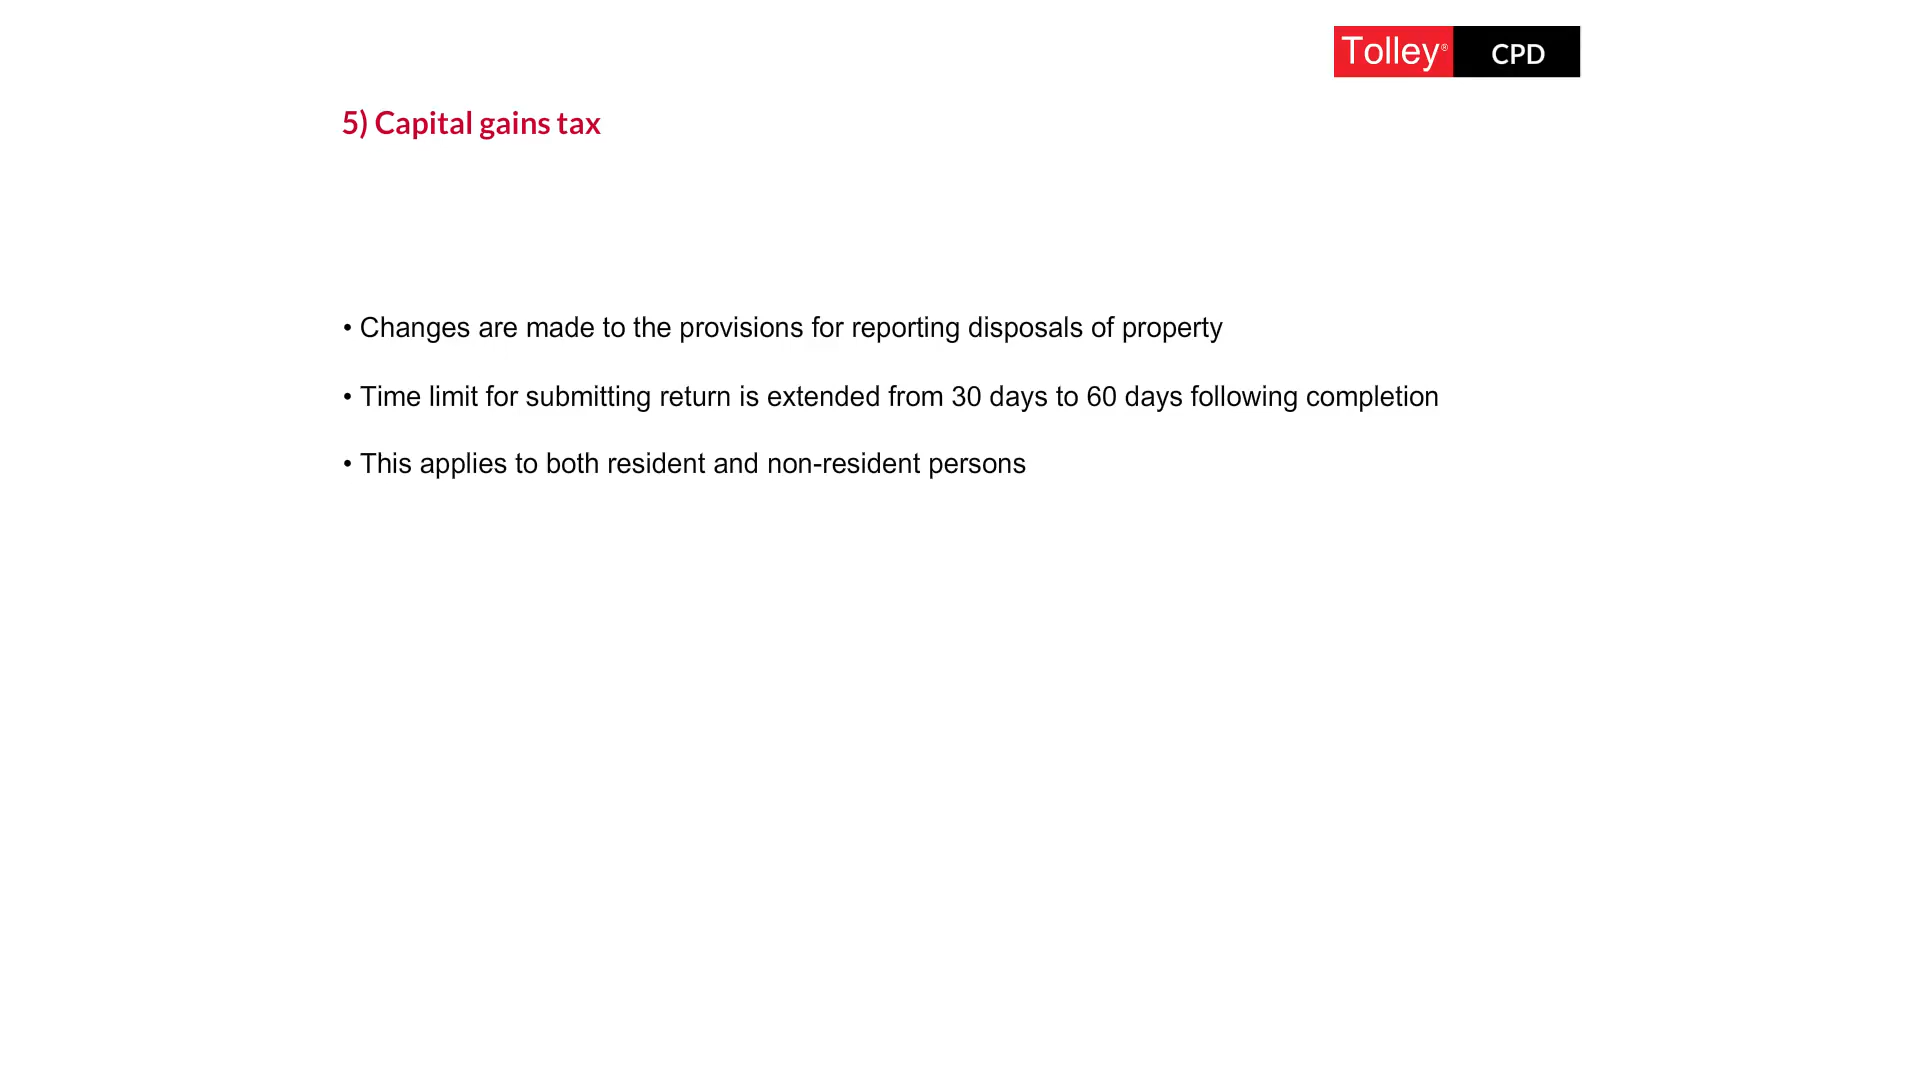 Tolley® CPD
5) Capital gains tax
• Changes are made to the provisions for reporting disposals of property
• Time limit for submitting return is extended from 30 days to 60 days following completion
• This applies to both resident and non-resident persons